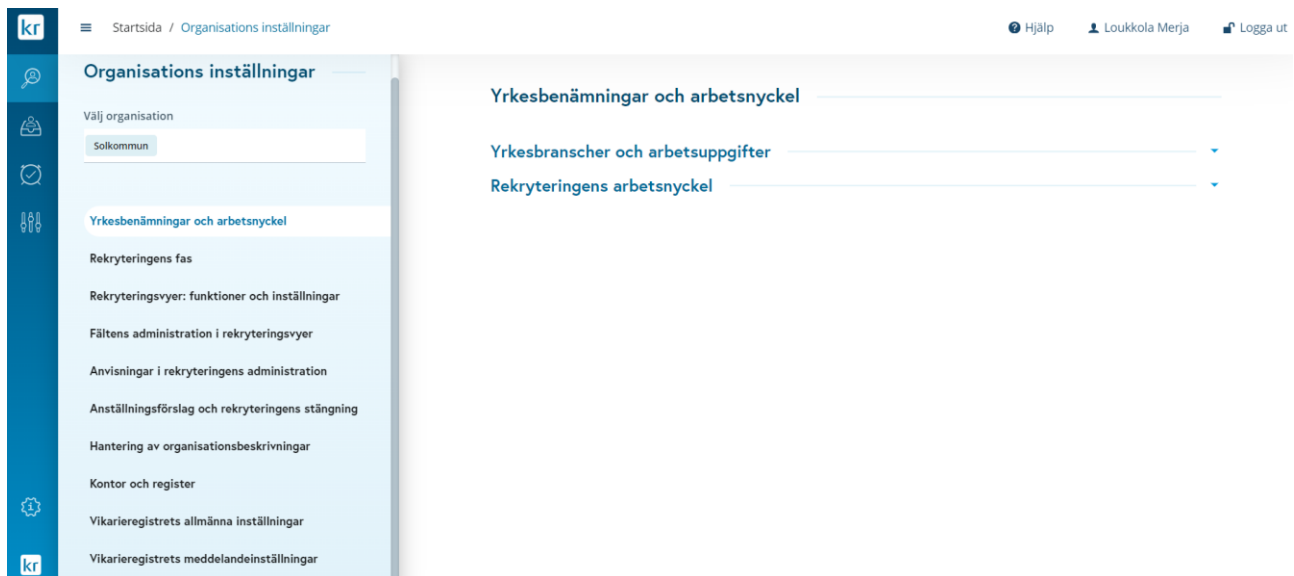 kr
Startsida / Organisations inställningar
Hjälp
Loukkola Merja
Logga ut
Organisations inställningar
Välj organisation
Solkommun
Yrkesbenämningar och arbetsnyckel
Rekryteringens fas
Rekryteringsvyer: funktioner och inställningar
Fältens administration i rekryteringsvyer
Anvisningar i rekryteringens administration
Anställningsförslag och rekryteringens stängning
Hantering av organisationsbeskrivningar
Kontor och register
Vikarieregistrets allmänna inställningar
Vikarieregistrets meddelandeinställningar
kr
Yrkesbenämningar och arbetsnyckel
Yrkesbranscher och arbetsuppgifter
Rekryteringens arbetsnyckel